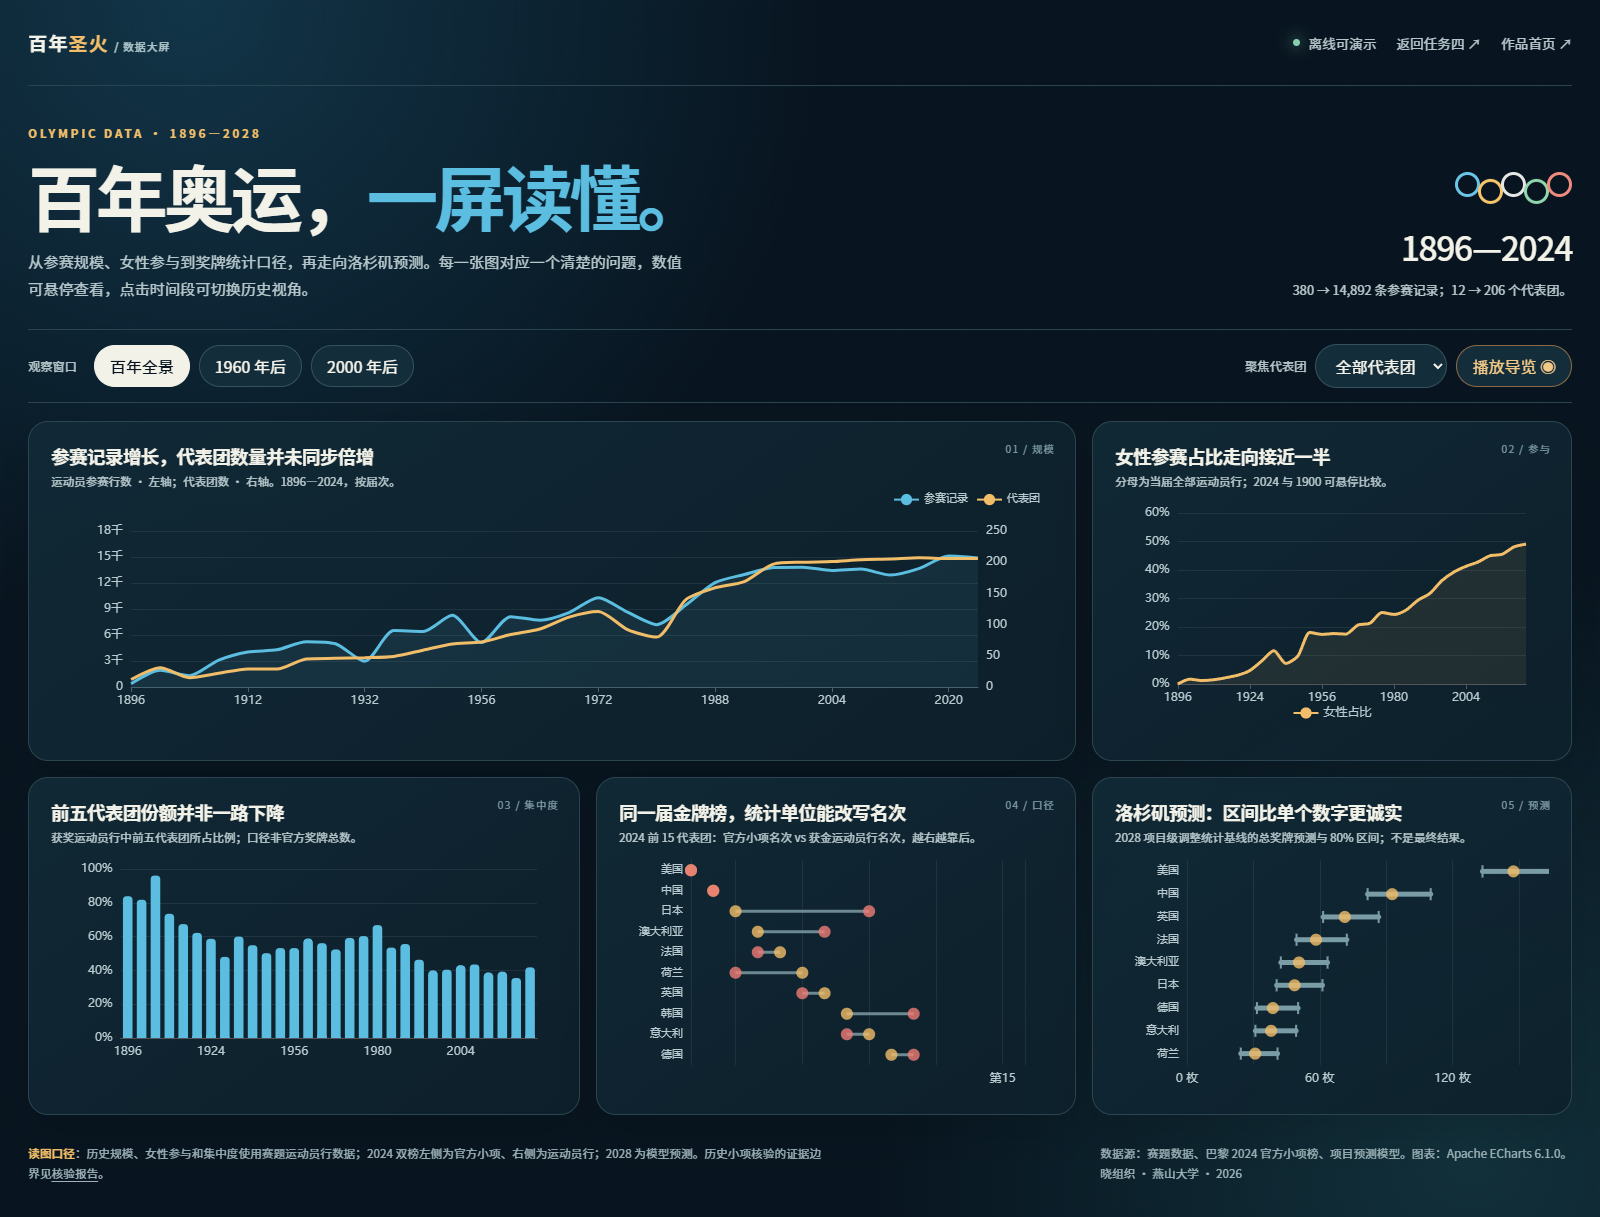 百年圣火 / 数据大屏
离线可演示 返回任务四 ↗ 作品首页 ↗
OLYMPIC DATA · 1896—2028
百年奥运，一屏读懂。
从参赛规模、女性参与到奖牌统计口径，再走向洛杉矶预测。每一张图对应一个清楚的问题，数值
可悬停查看，点击时间段可切换历史视角。
1896—2024
380 → 14,892 条参赛记录；12 → 206 个代表团。
观察窗口 百年全景 1960 年后 2000 年后
聚焦代表团 全部代表团 播放导览 ◉
参赛记录增长，代表团数量并未同步倍增
01 / 规模
运动员参赛行数 · 左轴；代表团数 · 右轴。1896—2024，按届次。
参赛记录 代表团
18千
15千
12千
9千
6千
3千
0
250
200
150
100
50
0
1896 1912 1932 1956 1972 1988 2004 2020
女性参赛占比走向接近一半
02 / 参与
分母为当届全部运动员行；2024 与 1900 可悬停比较。
60%
50%
40%
30%
20%
10%
0%
1896 1924 1956 1980 2004
女性占比
前五代表团份额并非一路下降
03 / 集中度
获奖运动员行中前五代表团所占比例；口径非官方奖牌总数。
100%
80%
60%
40%
20%
0%
1896 1924 1956 1980 2004
同一届金牌榜，统计单位能改写名次
04 / 口径
2024 前 15 代表团：官方小项名次 vs 获金运动员行名次，越右越靠后。
美国
中国
日本
澳大利亚
法国
荷兰
英国
韩国
意大利
德国
第15
洛杉矶预测：区间比单个数字更诚实
05 / 预测
2028 项目级调整统计基线的总奖牌预测与 80% 区间；不是最终结果。
美国
中国
英国
法国
澳大利亚
日本
德国
意大利
荷兰
0 枚 60 枚 120 枚
读图口径：历史规模、女性参与和集中度使用赛题运动员行数据；2024 双榜左侧为官方小项、右侧为运动员行；2028 为模型预测。历史小项核验的证据边
界见核验报告。
数据源：赛题数据、巴黎 2024 官方小项榜、项目预测模型。图表：Apache ECharts 6.1.0。
晓组织 · 燕山大学 · 2026